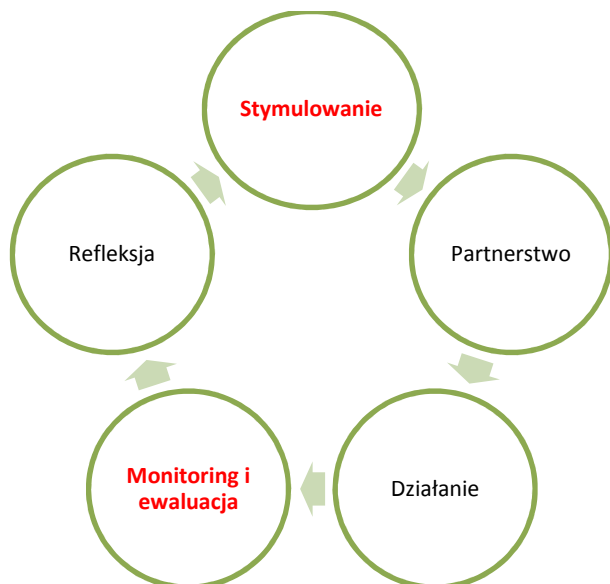 Stymulowanie
Partnerstwo
Działanie
Monitoring i
ewaluacja
Refleksja